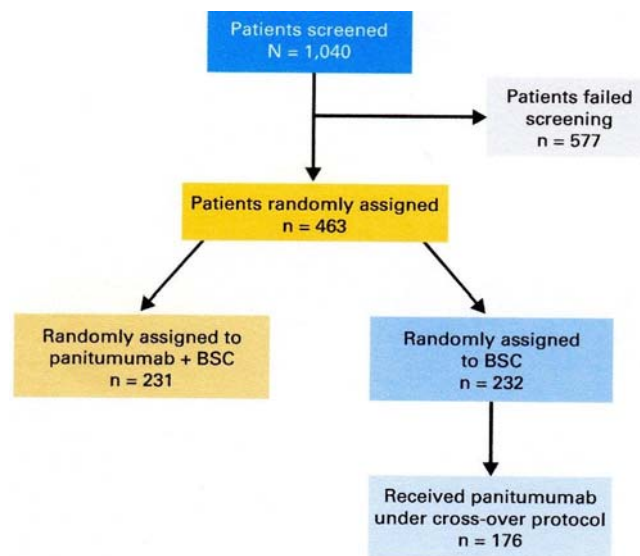 Patients screened
N = 1,040
Patients failed
screening
n = 577
Patients randomly assigned
n = 463
Randomly assigned to
panitumumab + BSC
n = 231
Randomly assigned
to BSC
n = 232
Received panitumumab
under cross-over protocol
n = 176